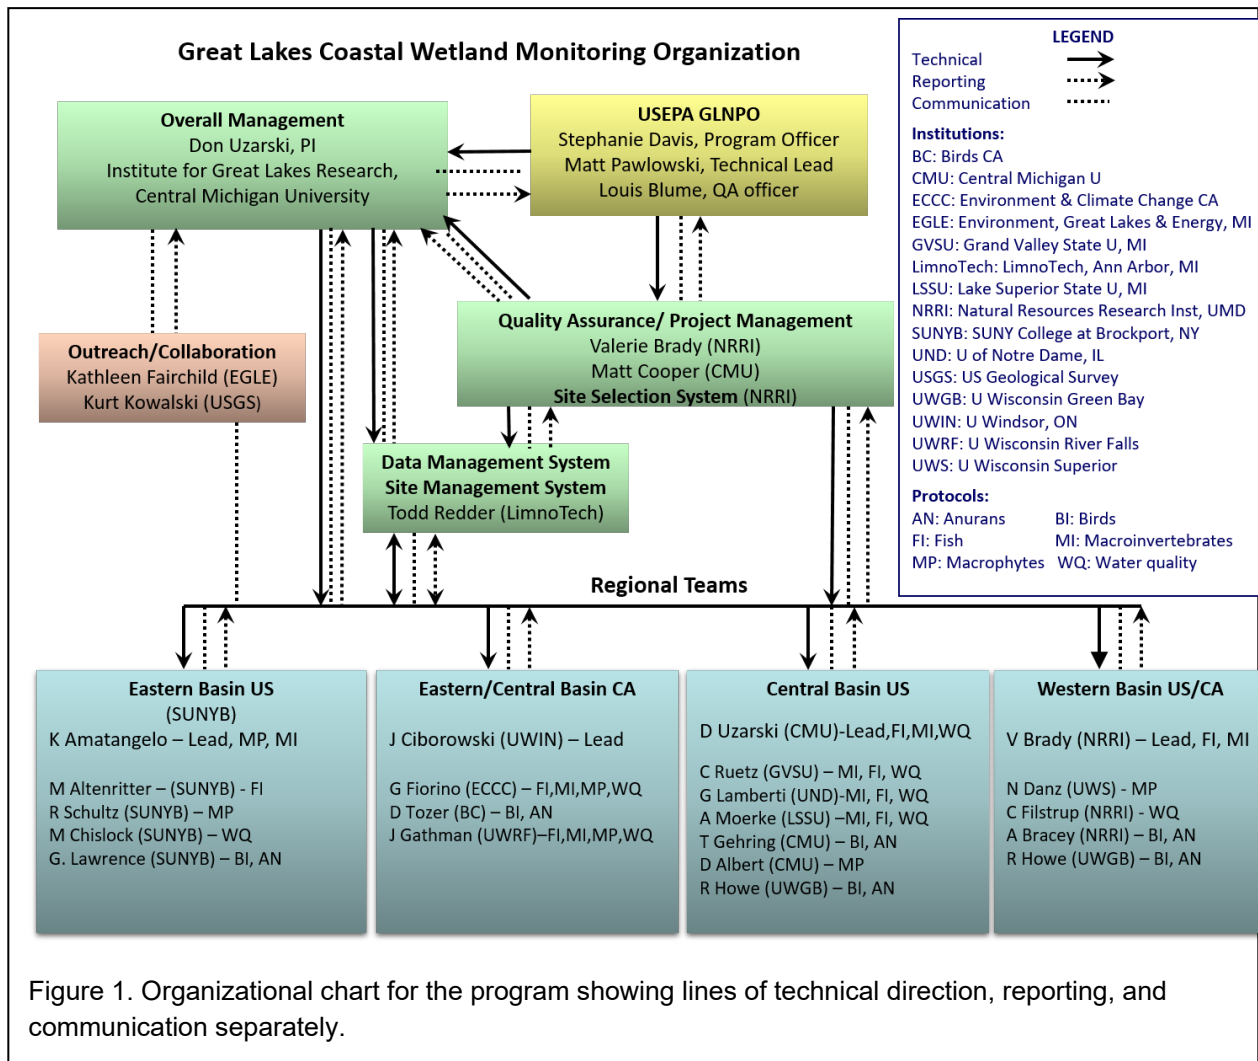 Great Lakes Coastal Wetland Monitoring Organization
Overall Management
Don Uzarski, PI
Institute for Great Lakes Research,
Central Michigan University
USEPA GLNPO
Stephanie Davis, Program Officer
Matt Pawlowski, Technical Lead
Louis Blume, QA officer
LEGEND
Technical
Reporting
Communication
Institutions:
BC: Birds CA
CMU: Central Michigan U
ECCC: Environment & Climate Change CA
EGLE: Environment, Great Lakes & Energy, MI
GVSU: Grand Valley State U, MI
LimnoTech: LimnoTech, Ann Arbor, MI
LSSU: Lake Superior State U, MI
NRRI: Natural Resources Research Inst, UMD
SUNYB: SUNY College at Brockport, NY
UND: U of Notre Dame, IL
USGS: US Geological Survey
UWGB: U Wisconsin Green Bay
UWIN: U Windsor, ON
UWRF: U Wisconsin River Falls
UWS: U Wisconsin Superior
Protocols:
AN: Anurans BI: Birds
FI: Fish MI: Macroinvertebrates
MP: Macrophytes WQ: Water quality
Quality Assurance/ Project Management
Valerie Brady (NRRI)
Matt Cooper (CMU)
Site Selection System (NRRI)
Outreach/Collaboration
Kathleen Fairchild (EGLE)
Kurt Kowalski (USGS)
Data Management System
Site Management System
Todd Redder (LimnoTech)
Regional Teams
Eastern Basin US
(SUNYB)
K Amatangelo – Lead, MP, MI
M Altenritter – (SUNYB) - FI
R Schultz (SUNYB) – MP
M Chislock (SUNYB) – WQ
G. Lawrence (SUNYB) – BI, AN
Eastern/Central Basin CA
J Ciborowski (UWIN) – Lead
G Fiorino (ECCC) – FI,MI,MP,WQ
D Tozer (BC) – BI, AN
J Gathman (UWRF)–FI,MI,MP,WQ
Central Basin US
D Uzarski (CMU)-Lead,FI,MI,WQ
C Ruetz (GVSU) – MI, FI, WQ
G Lamberti (UND)-MI, FI, WQ
A Moerke (LSSU) –MI, FI, WQ
T Gehring (CMU) – BI, AN
D Albert (CMU) – MP
R Howe (UWGB) – BI, AN
Western Basin US/CA
V Brady (NRRI) – Lead, FI, MI
N Danz (UWS) - MP
C Filstrup (NRRI) - WQ
A Bracey (NRRI) – BI, AN
R Howe (UWGB) – BI, AN
Figure 1. Organizational chart for the program showing lines of technical direction, reporting, and
communication separately.